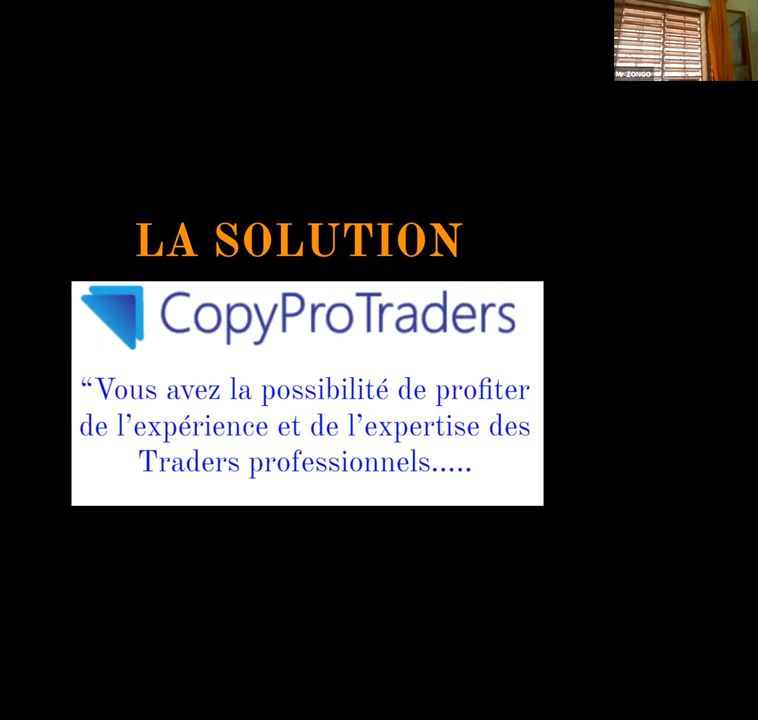 Mr ZONGO
LA SOLUTION
CopyProTraders
“Vous avez la possibilité de profiter
de l’expérience et de l’expertise des
Traders professionnels.....